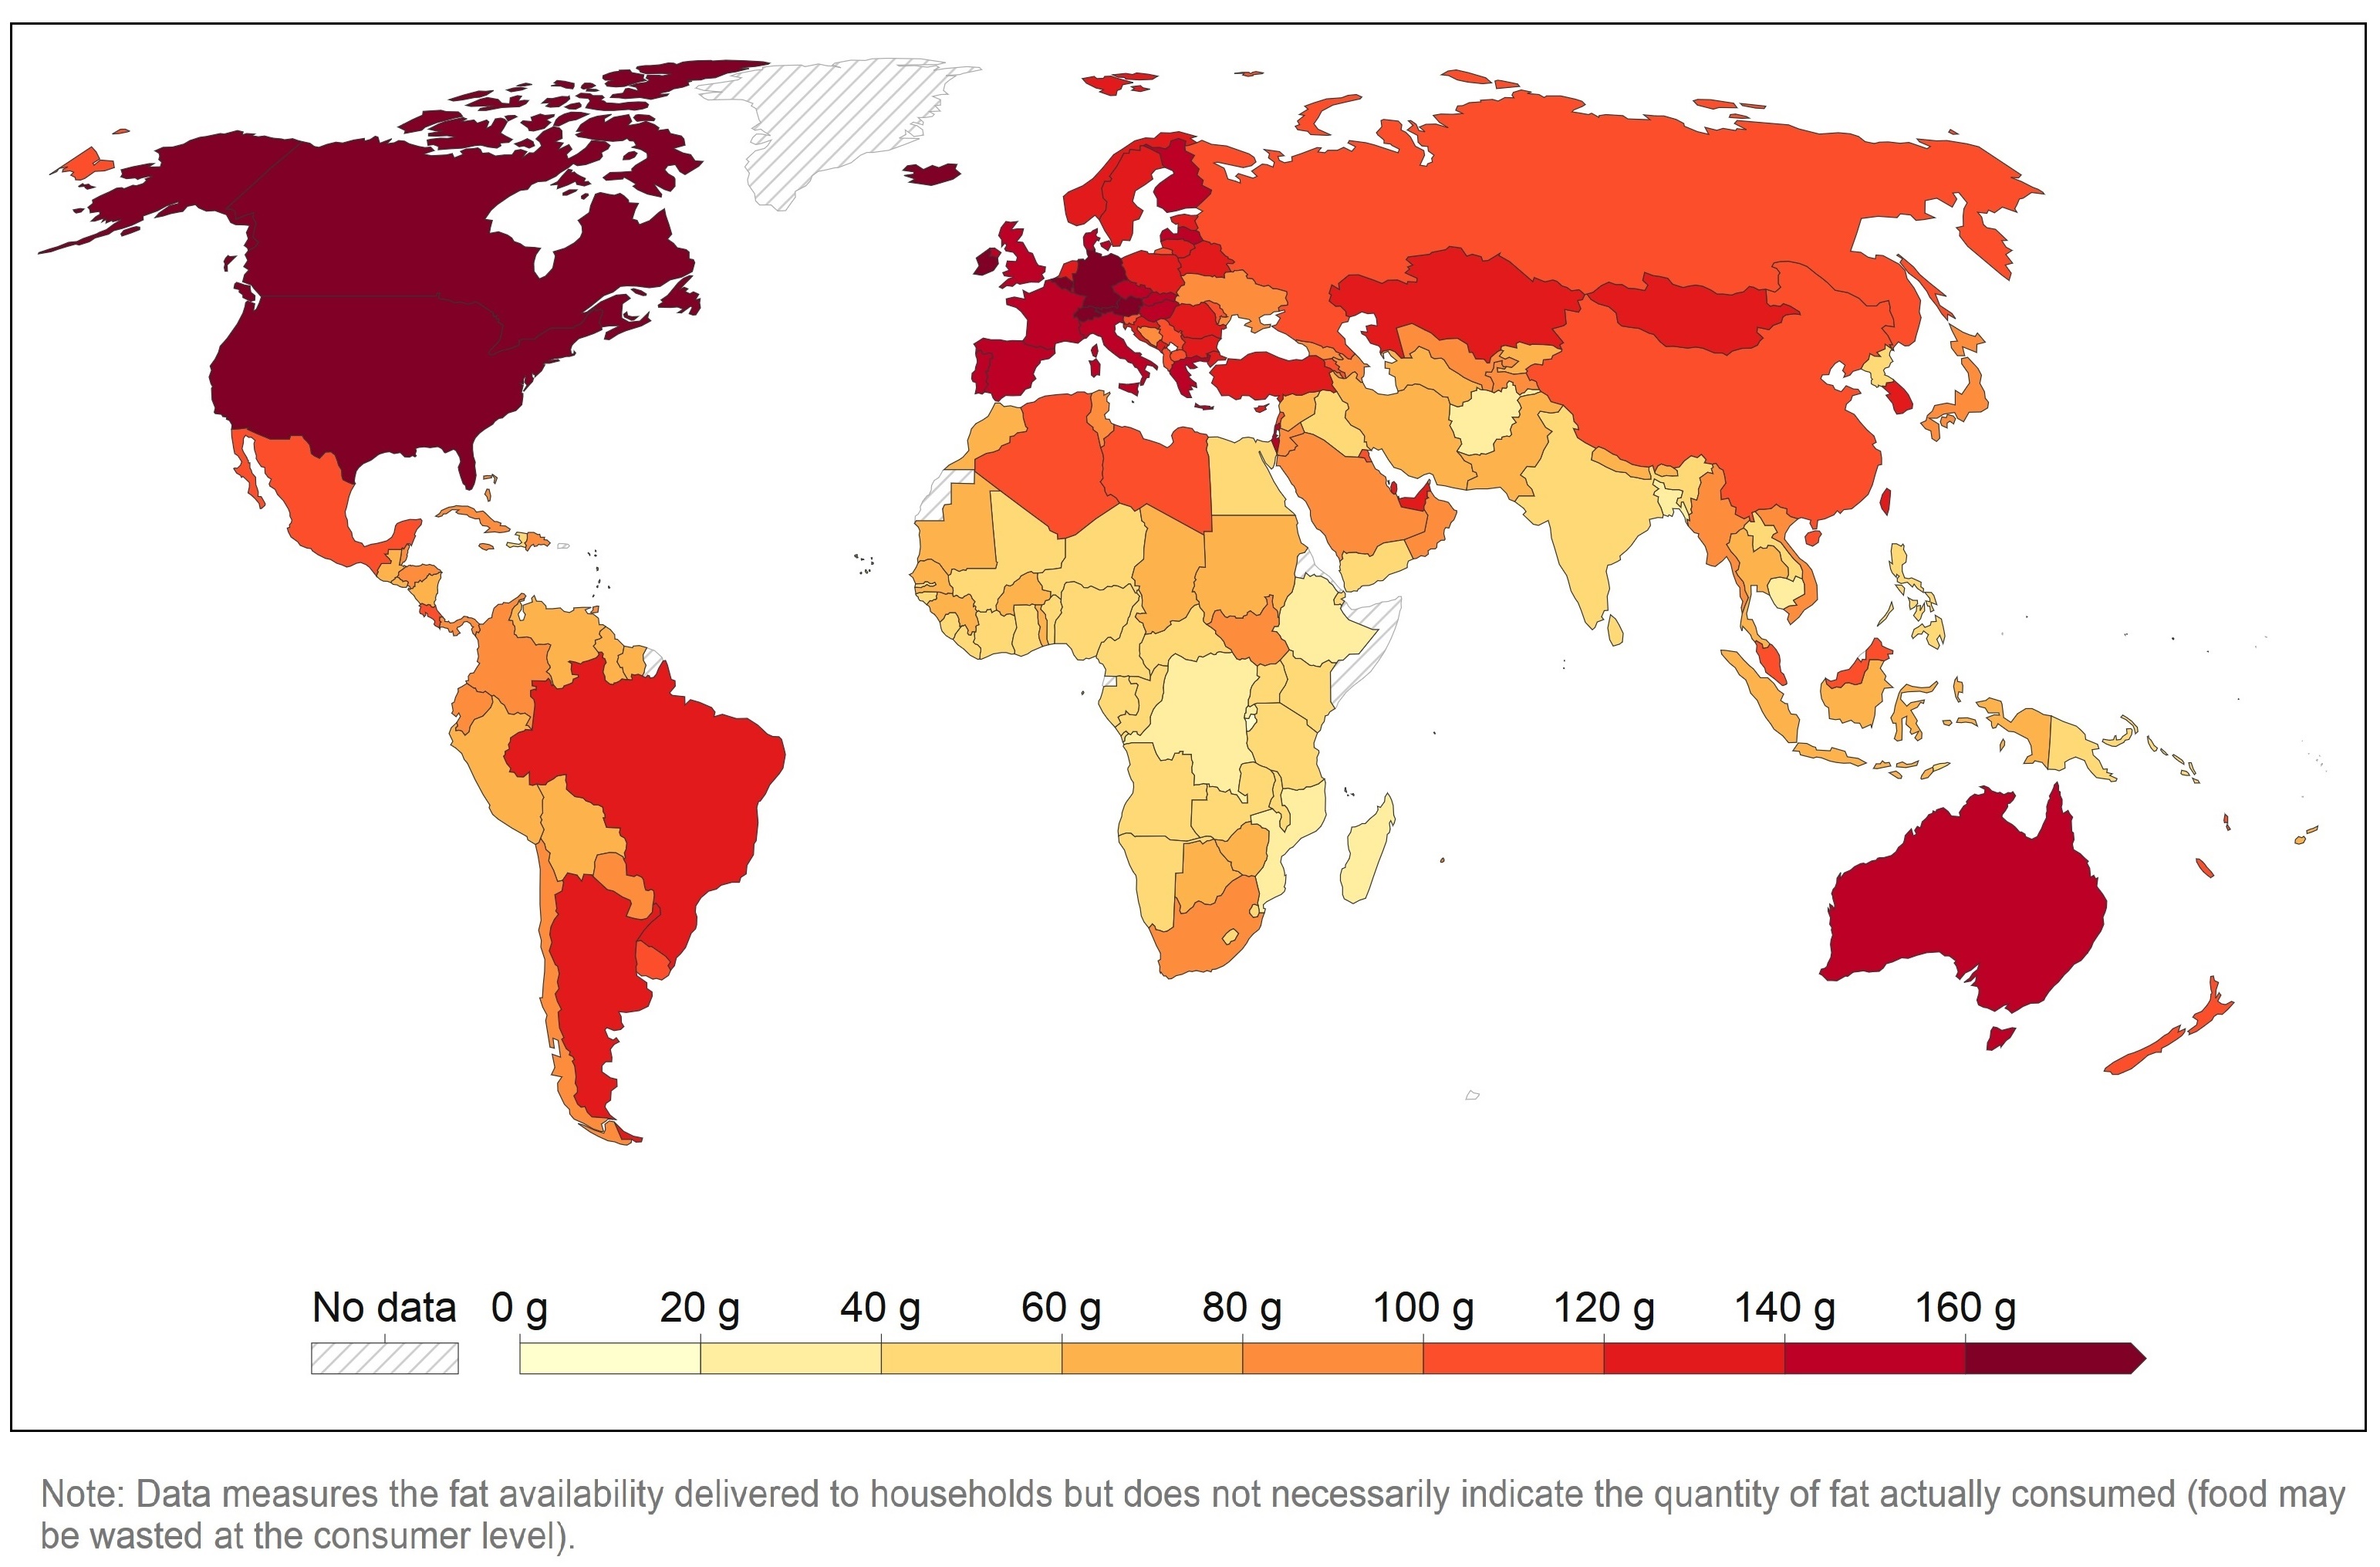 No data 0 g 20 g 40 g 60 g 80 g 100 g 120 g 140 g 160 g
Note: Data measures the fat availability delivered to households but does not necessarily indicate the quantity of fat actually consumed (food may
be wasted at the consumer level).